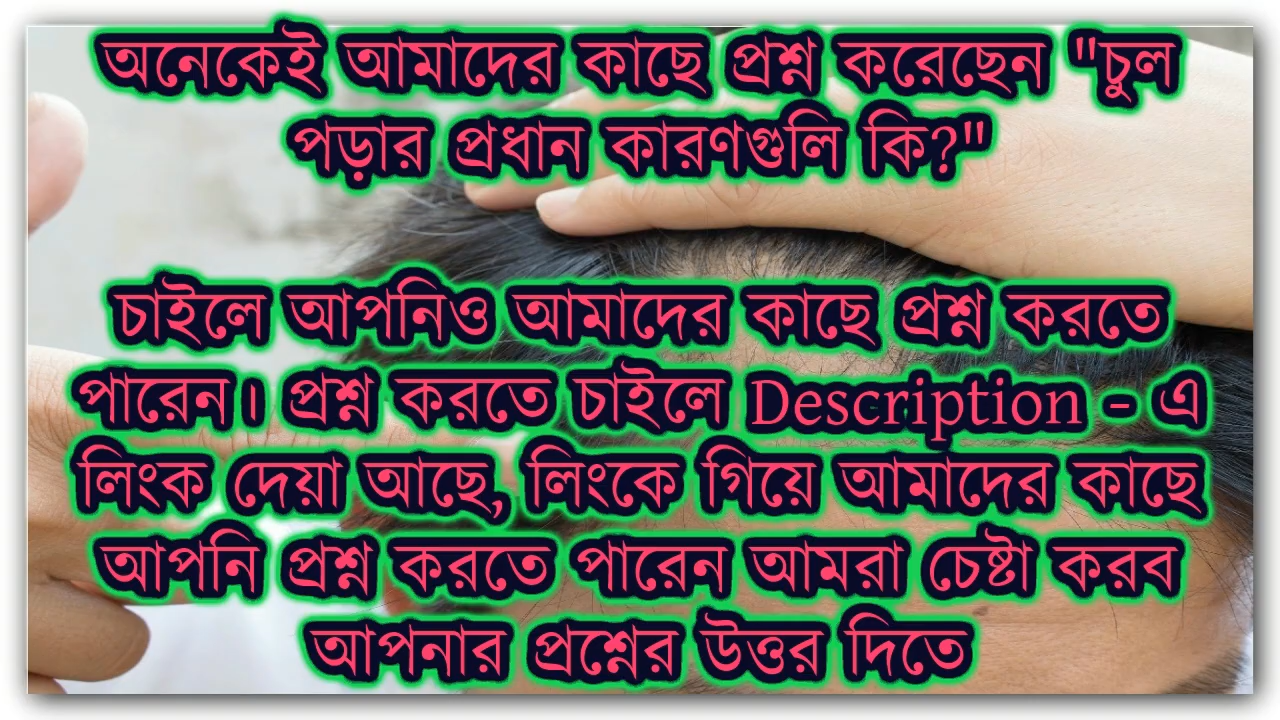 অনেকেই আমাদের কাছে প্রশ্ন করেছেন "চুল
পড়ার প্রধান কারণগুলি কি?"
চাইলে আপনিও আমাদের কাছে প্রশ্ন করতে
পারেন। প্রশ্ন করতে চাইলে Description - এ
লিংক দেয়া আছে, লিংকে গিয়ে আমাদের কাছে
আপনি প্রশ্ন করতে পারেন আমরা চেষ্টা করব
আপনার প্রশ্নের উত্তর দিতে